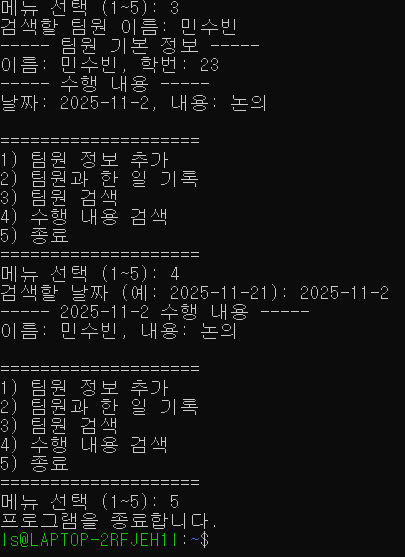 메뉴 선택 (1~5): 3
검색할 팀원 이름: 민수빈
----- 팀원 기본 정보 -----
이름: 민수빈, 학번: 23
----- 수행 내용 -----
날짜: 2025-11-2, 내용: 논의
====================
1) 팀원 정보 추가
2) 팀원과 한 일 기록
3) 팀원 검색
4) 수행 내용 검색
5) 종료
====================
메뉴 선택 (1~5): 4
검색할 날짜 (예: 2025-11-21): 2025-11-2
----- 2025-11-2 수행 내용 -----
이름: 민수빈, 내용: 논의
====================
1) 팀원 정보 추가
2) 팀원과 한 일 기록
3) 팀원 검색
4) 수행 내용 검색
5) 종료
====================
메뉴 선택 (1~5): 5
프로그램을 종료합니다.
ls@LAPTOP-2RFJEH1I:~$